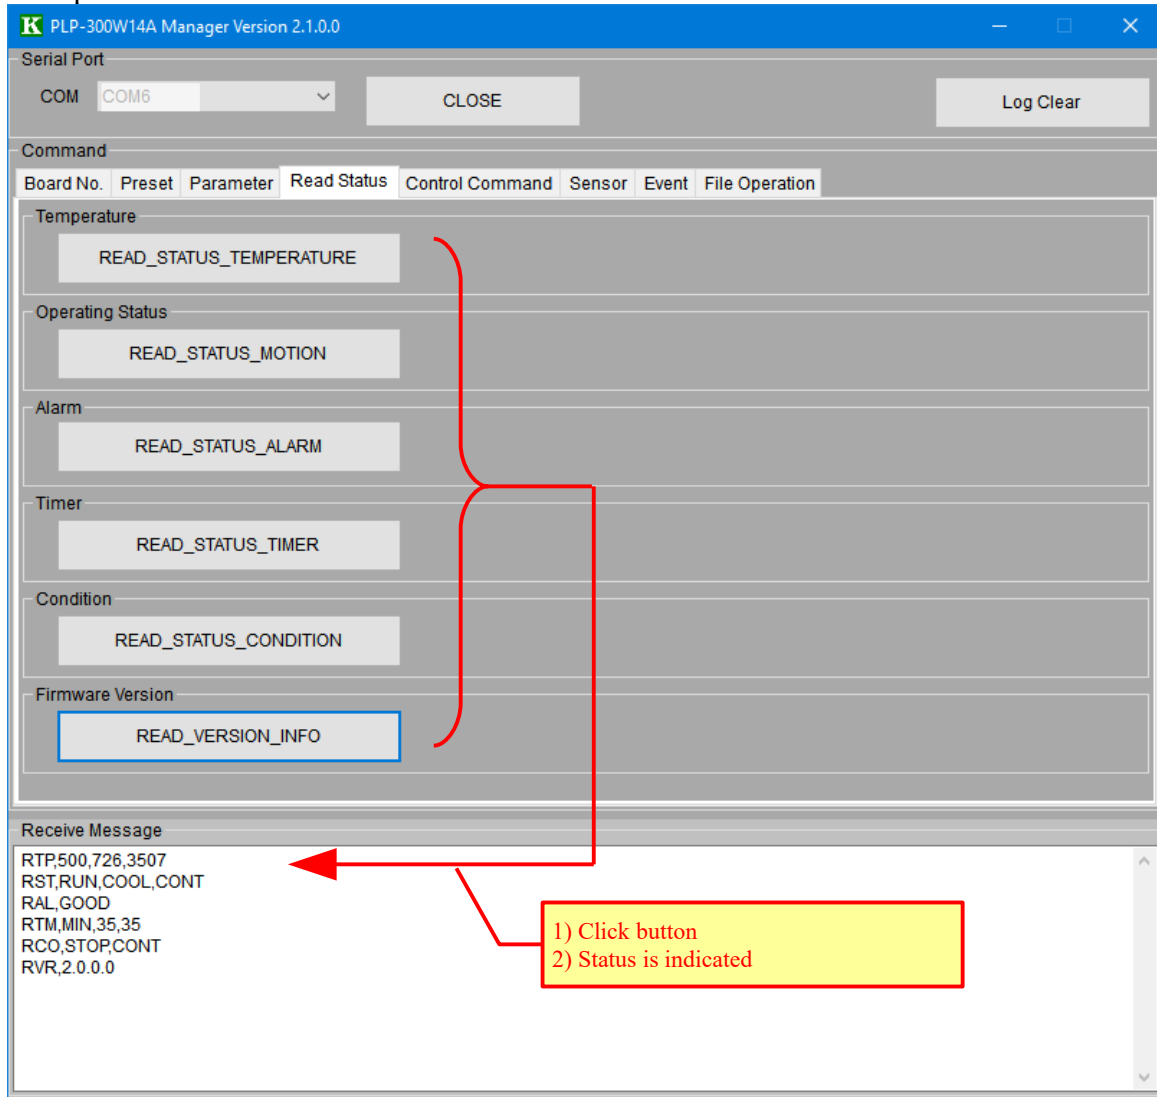 K PLP-300W14A Manager Version 2.1.0.0
Serial Port
COM COM6 CLOSE Log Clear
Command
Board No. Preset Parameter Read Status Control Command Sensor Event File Operation
Temperature
READ_STATUS_TEMPERATURE
Operating Status
READ_STATUS_MOTION
Alarm
READ_STATUS_ALARM
Timer
READ_STATUS_TIMER
Condition
READ_STATUS_CONDITION
Firmware Version
READ_VERSION_INFO
Receive Message
RTP,500,726,3507
RST,RUN,COOL,CONT
RAL,GOOD
RTM,MIN,35,35
RCO,STOP,CONT
RVR,2.0.0.0
1) Click button
2) Status is indicated